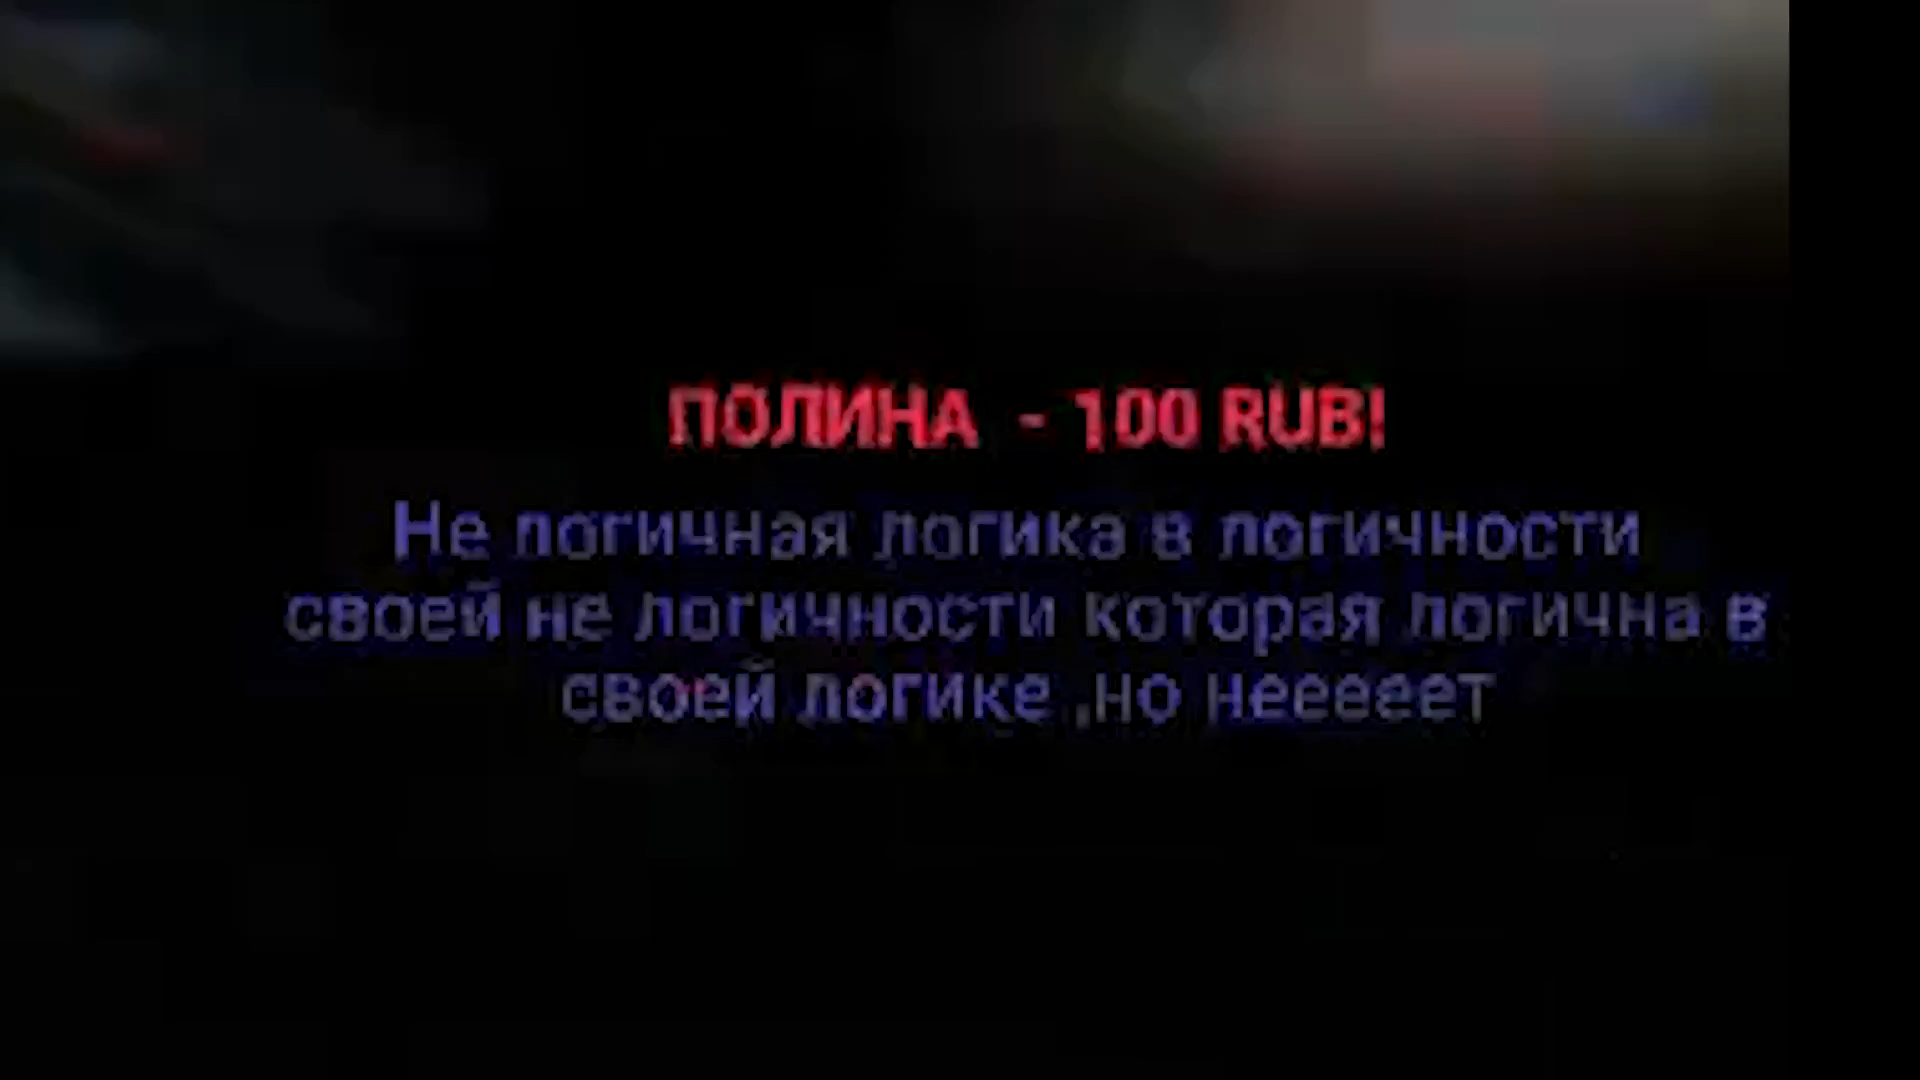 ПОЛИНА - 100 RUB!
Не логичная логика в логичности
своей не логичности которая логична в
своей логике ,но нееееет